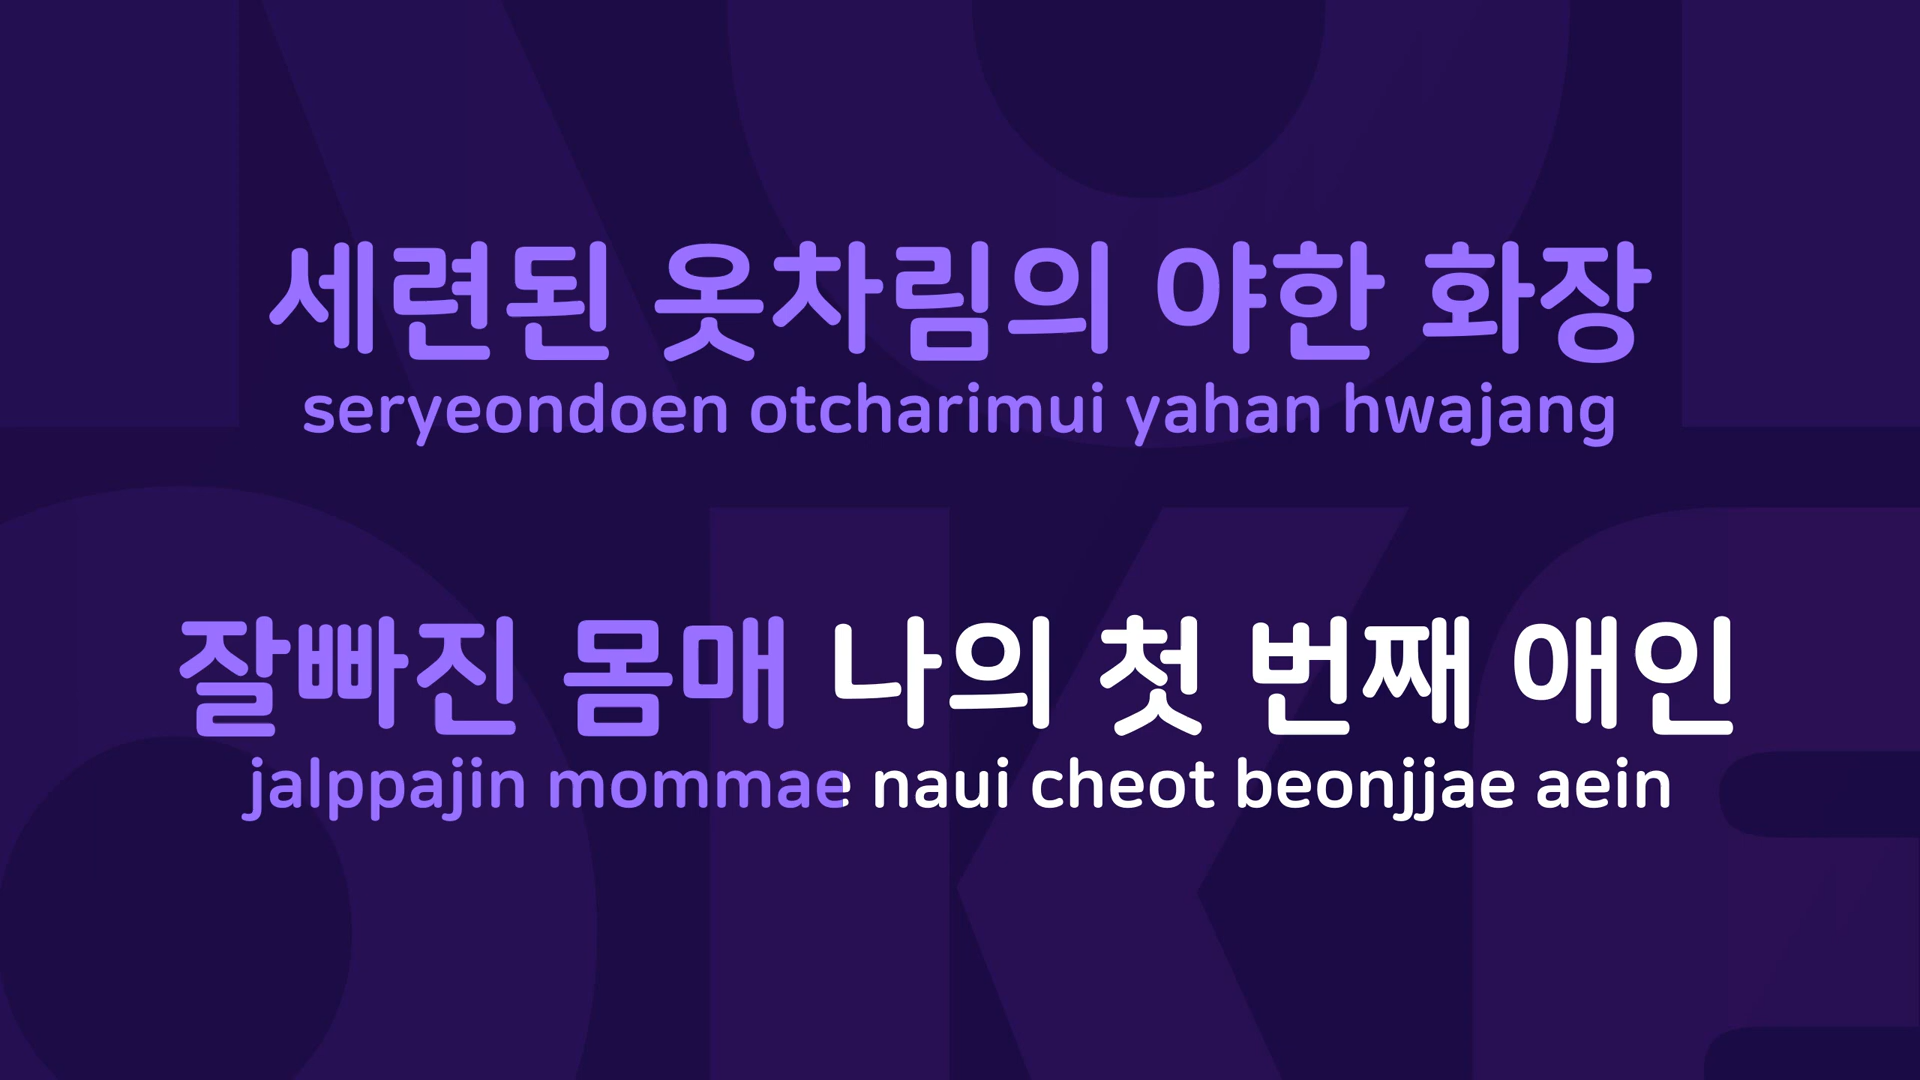 세련된 옷차림의 야한 화장
seryeondoen otcharimui yahan hwajang
잘빠진 몸매 나의 첫 번째 애인
jalppajin mommae naui cheot beonjjae aein